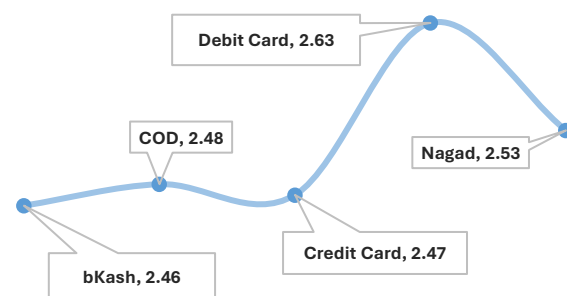 Debit Card, 2.63
COD, 2.48
Nagad, 2.53
Credit Card, 2.47
bKash, 2.46